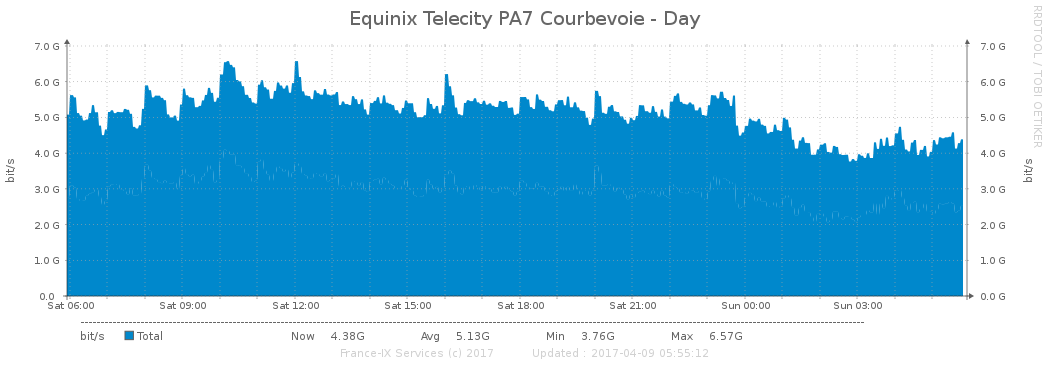 Equinix Telecity PA7 Courbevoie - Day
RRDTOOL / TOBI OETIKER
7.0 G 7.0 G
6.0 G 6.0 G
5.0 G 5.0 G
4.0 G 4.0 G
3.0 G 3.0 G
2.0 G 2.0 G
1.0 G 1.0 G
0.0 0.0 G
bit/s bit/s
Sat 06:00 Sat 09:00 Sat 12:00 Sat 15:00 Sat 18:00 Sat 21:00 Sun 00:00 Sun 03:00
bit/s Total Now 4.38G Avg 5.13G Min 3.76G Max 6.57G
France-IX Services (c) 2017 Updated : 2017-04-09 05:55:12